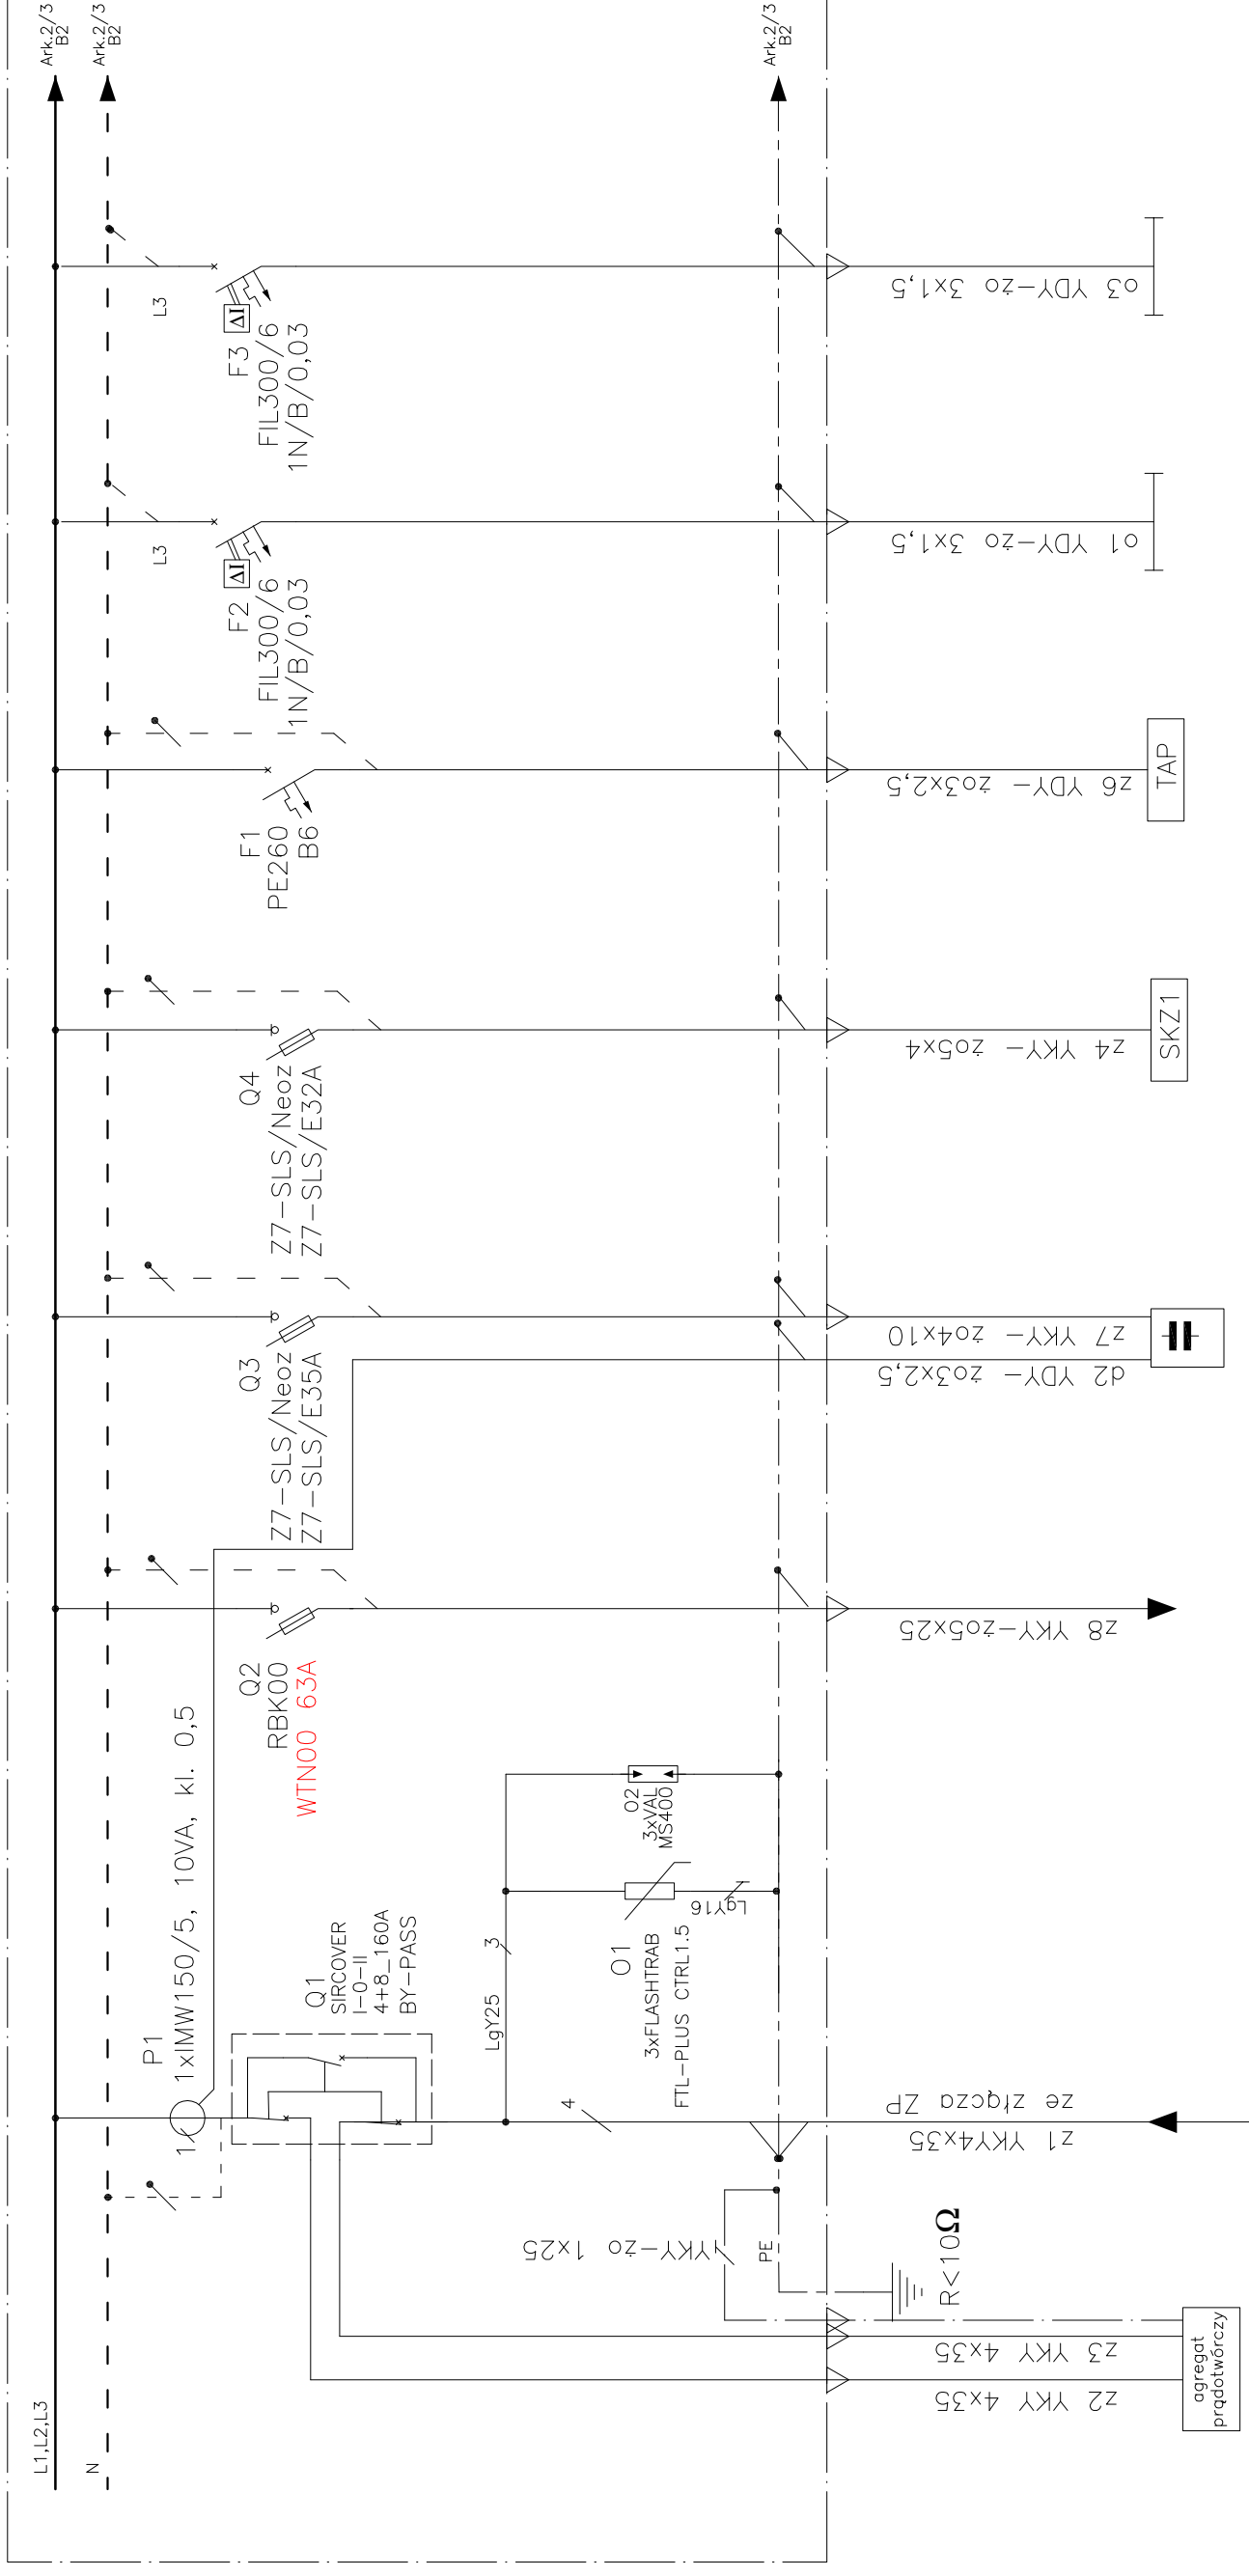 L1,L2,L3
N
Ark.2/3
B2
Ark.2/3
B2
Ark.2/3
B2
P1
1xIMW150/5, 10VA, kl. 0,5
1
Q1
SIRCOVER
I-0-II
4+8_160A
BY-PASS
LgY25
3
4
O1
3xFLASHTRAB
FTL-PLUS CTRL1.5
LgY16
O2
3xVAL
MS400
YKY-żo 1x25
PE
R<10Ω
Q2
RBK00
WTN00 63A
Q3
Z7-SLS/Neoz
Z7-SLS/E35A
Q4
Z7-SLS/Neoz
Z7-SLS/E32A
F1
PE260
B6
F2
ΔI
FIL300/6
1N/B/0,03
L3
F3
ΔI
FIL300/6
1N/B/0,03
L3
z2 YKY 4x35
z3 YKY 4x35
agregat
prądotwórczy
z1 YKY4x35
ze złącza ZP
z8 YKY-żo5x25
d2 YDY- żo3x2,5
z7 YKY- żo4x10
z4 YKY- żo5x4
SKZ1
z6 YDY- żo3x2,5
TAP
o1 YDY-żo 3x1,5
o3 YDY-żo 3x1,5